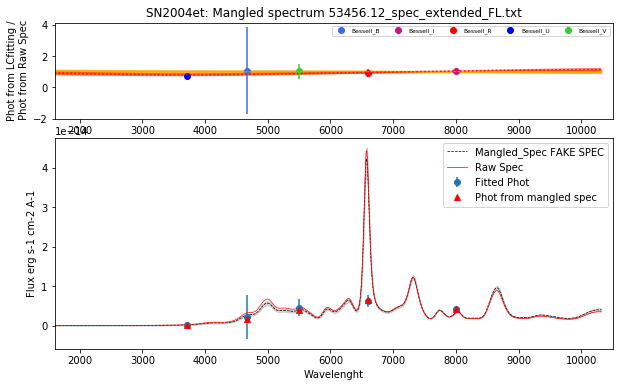 SN2004et: Mangled spectrum 53456.12_spec_extended_FL.txt
Phot from LCfitting /
Phot from Raw Spec
4
2
0
−2
Bessell_B
Bessell_I
Bessell_R
Bessell_U
Bessell_V
2000 3000 4000 5000 6000 7000 8000 9000 10000
1e−14
Flux erg s-1 cm-2 A-1
4
3
2
1
0
Mangled_Spec FAKE SPEC
Raw Spec
Fitted Phot
Phot from mangled spec
2000 3000 4000 5000 6000 7000 8000 9000 10000
Wavelenght